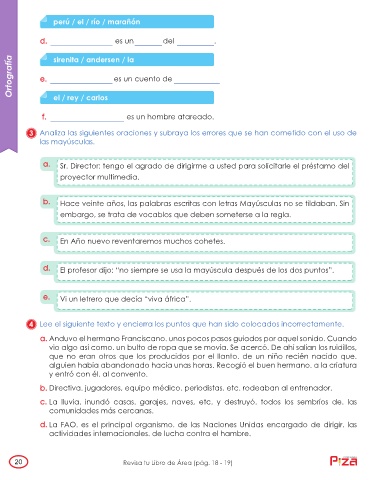 perú / el / río / marañón
d. ________________ es un _______ del __________.
sirenita / andersen / la
e. ________________ es un cuento de ____________
el / rey / carlos
f. ___________________ es un hombre atareado.
Ortografía
3 Analiza las siguientes oraciones y subraya los errores que se han cometido con el uso de
las mayúsculas.
a. Sr. Director: tengo el agrado de dirigirme a usted para solicitarle el préstamo del
proyector multimedia.
b. Hace veinte años, las palabras escritas con letras Mayúsculas no se tildaban. Sin
embargo, se trata de vocablos que deben someterse a la regla.
c. En Año nuevo reventaremos muchos cohetes.
d. El profesor dijo: "no siempre se usa la mayúscula después de los dos puntos".
e. Vi un letrero que decía "viva áfrica".
4 Lee el siguiente texto y encierra los puntos que han sido colocados incorrectamente.
a. Anduvo el hermano Franciscano. unos pocos pasos guiados por aquel sonido. Cuando
vio algo así como. un bulto de ropa que se movía. Se acercó. De ahí salían los ruidillos,
que no eran otros que los producidos por el llanto. de un niño recién nacido que.
alguien había abandonado hacía unas horas. Recogió el buen hermano. a la criatura
y entró con él. al convento.
b. Directiva. jugadores. equipo médico. periodistas. etc. rodeaban al entrenador.
c. La lluvia. inundó casas. garajes. naves. etc. y destruyó. todos los sembríos de. las
comunidades más cercanas.
d. La FAO. es el principal organismo. de las Naciones Unidas encargado de dirigir. las
actividades internacionales. de lucha contra el hambre.
20
Revisa tu Libro de Área (pág. 18 - 19)